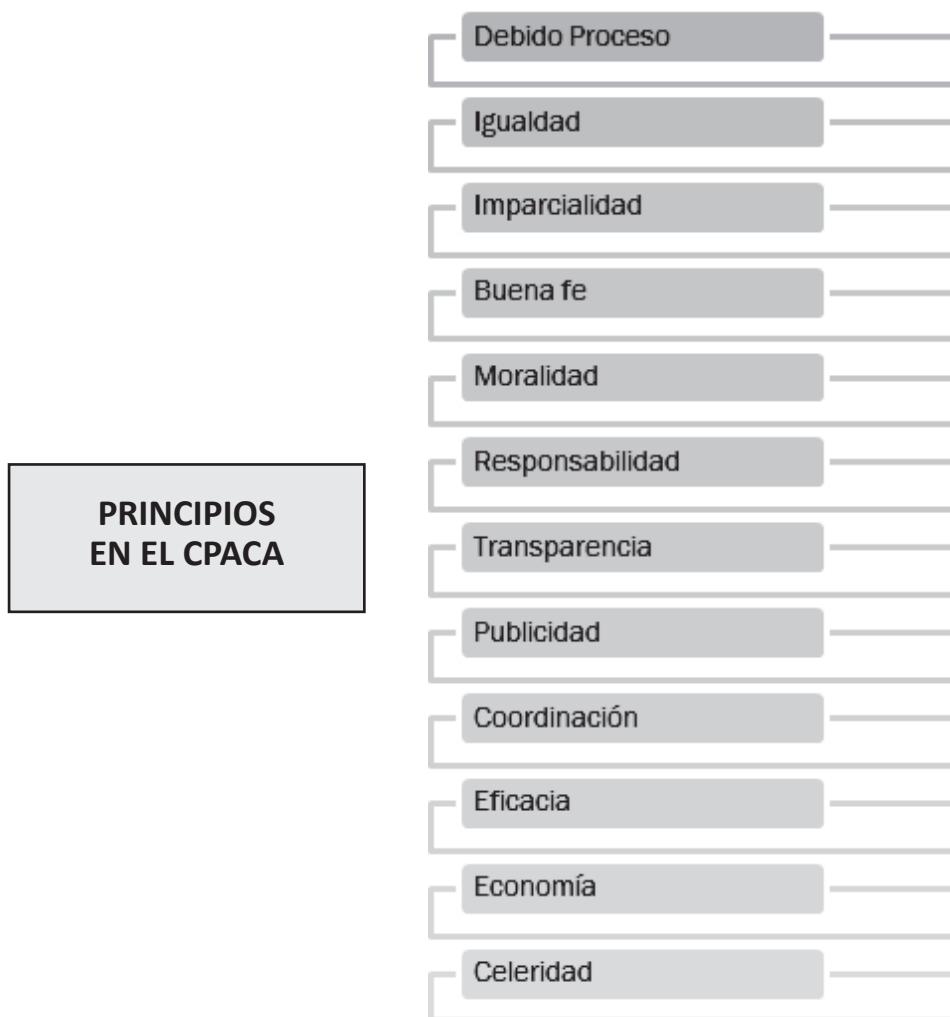 Debido Proceso
Igualdad
Imparcialidad
Buena fe
Moralidad
Responsabilidad
PRINCIPIOS
EN EL CPACA
Transparencia
Publicidad
Coordinación
Eficacia
Economía
Celeridad